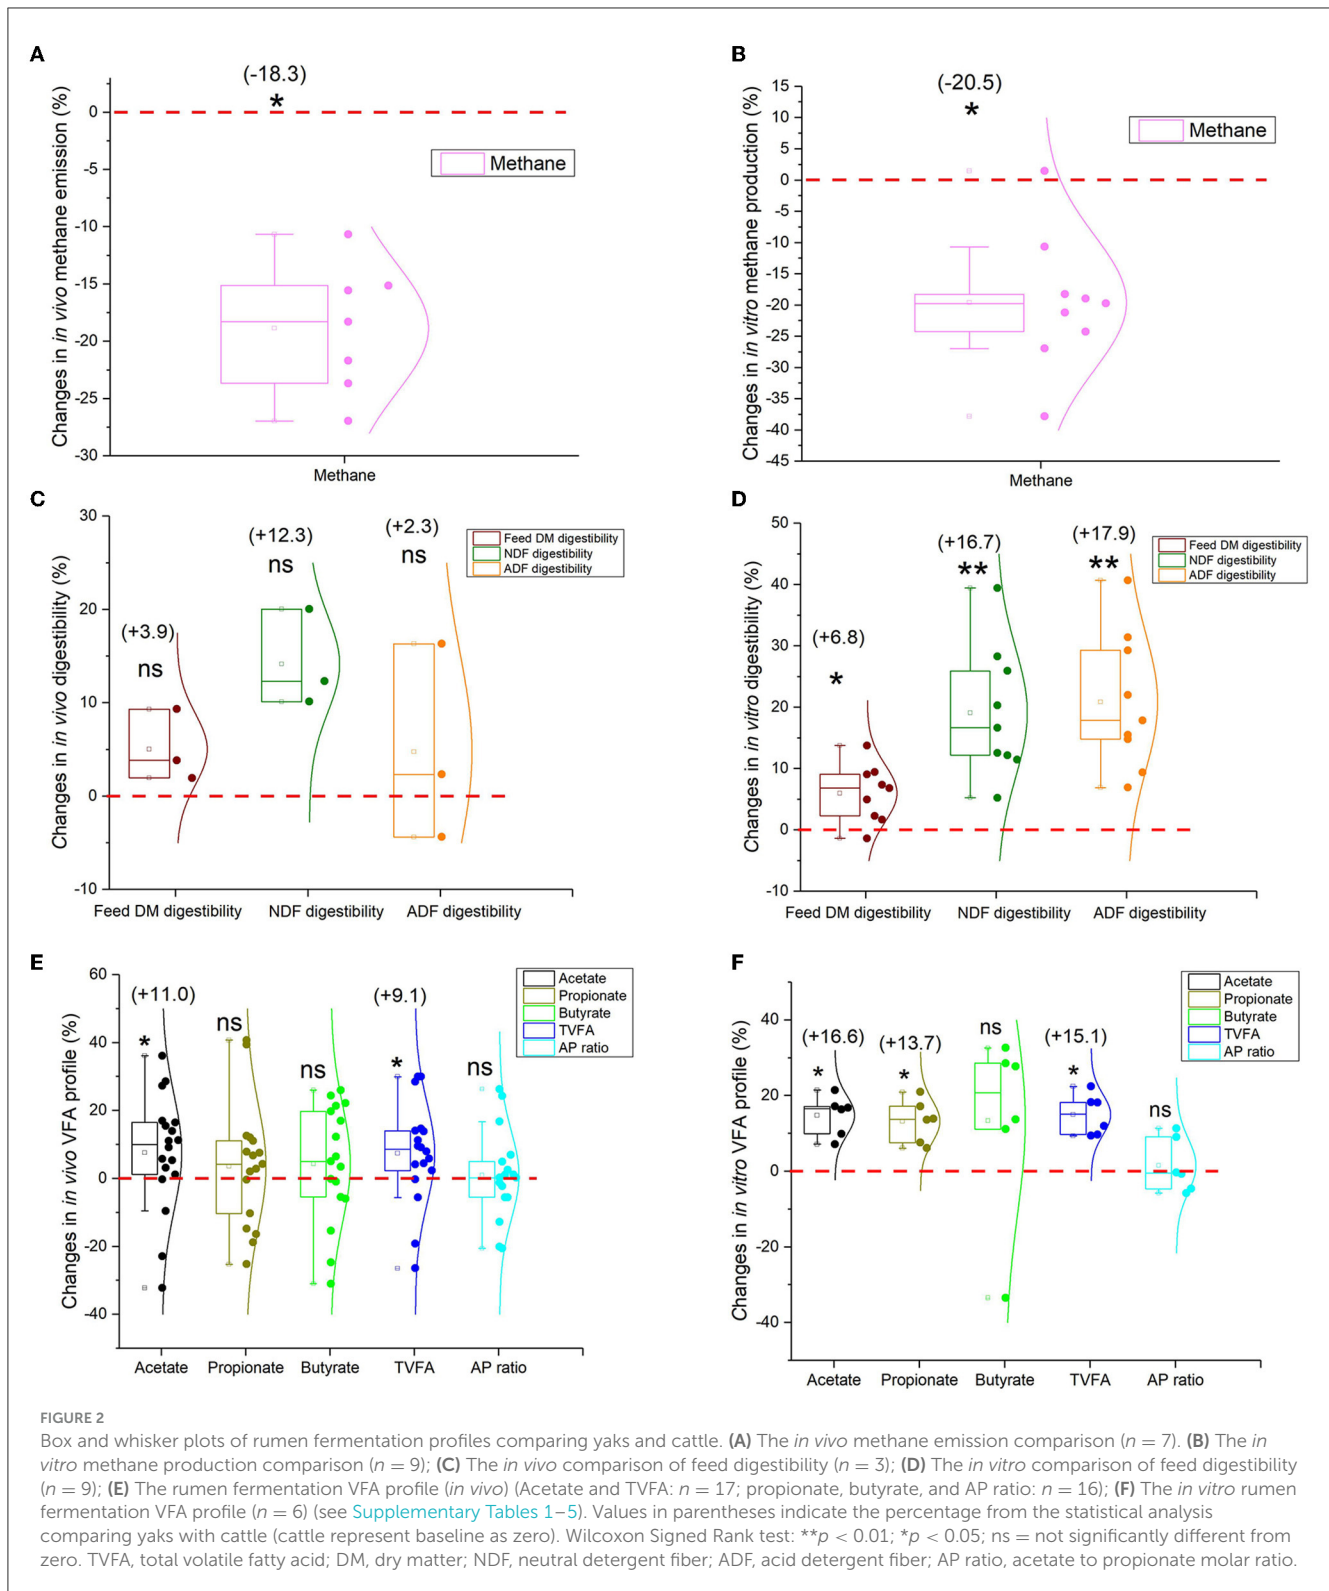 A
(-18.3)
*
Changes in in vivo methane emission (%)
0
-5
-10
-15
-20
-25
-30
Methane
Methane
B
(-20.5)
*
Changes in in vitro methane production (%)
15
10
5
0
-5
-10
-15
-20
-25
-30
-35
-40
-45
Methane
Methane
C
Changes in in vivo digestibility (%)
30
20
10
0
-10
(+3.9)
ns
(+12.3)
ns
(+2.3)
ns
Feed DM digestibility
NDF digestibility
ADF digestibility
Feed DM digestibility
NDF digestibility
ADF digestibility
D
Changes in in vitro digestibility (%)
50
40
30
20
10
0
-10
(+6.8)
*
(+16.7)
**
(+17.9)
**
Feed DM digestibility
NDF digestibility
ADF digestibility
Feed DM digestibility
NDF digestibility
ADF digestibility
E
Changes in in vivo VFA profile (%)
60
40
20
0
-20
-40
(+11.0)
*
ns
ns
(+9.1)
*
ns
Acetate
Propionate
Butyrate
TVFA
AP ratio
Acetate
Propionate
Butyrate
TVFA
AP ratio
F
Changes in in vitro VFA profile (%)
40
20
0
-20
-40
(+16.6)
*
(+13.7)
*
ns
(+15.1)
*
ns
Acetate
Propionate
Butyrate
TVFA
AP ratio
Acetate
Propionate
Butyrate
TVFA
AP ratio
FIGURE 2
Box and whisker plots of rumen fermentation profiles comparing yaks and cattle. (A) The in vivo methane emission comparison (n = 7). (B) The in
vitro methane production comparison (n = 9); (C) The in vivo comparison of feed digestibility (n = 3); (D) The in vitro comparison of feed digestibility
(n = 9); (E) The rumen fermentation VFA profile (in vivo) (Acetate and TVFA: n = 17; propionate, butyrate, and AP ratio: n = 16); (F) The in vitro rumen
fermentation VFA profile (n = 6) (see Supplementary Tables 1–5). Values in parentheses indicate the percentage from the statistical analysis
comparing yaks with cattle (cattle represent baseline as zero). Wilcoxon Signed Rank test: **p < 0.01; *p < 0.05; ns = not significantly different from
zero. TVFA, total volatile fatty acid; DM, dry matter; NDF, neutral detergent fiber; ADF, acid detergent fiber; AP ratio, acetate to propionate molar ratio.